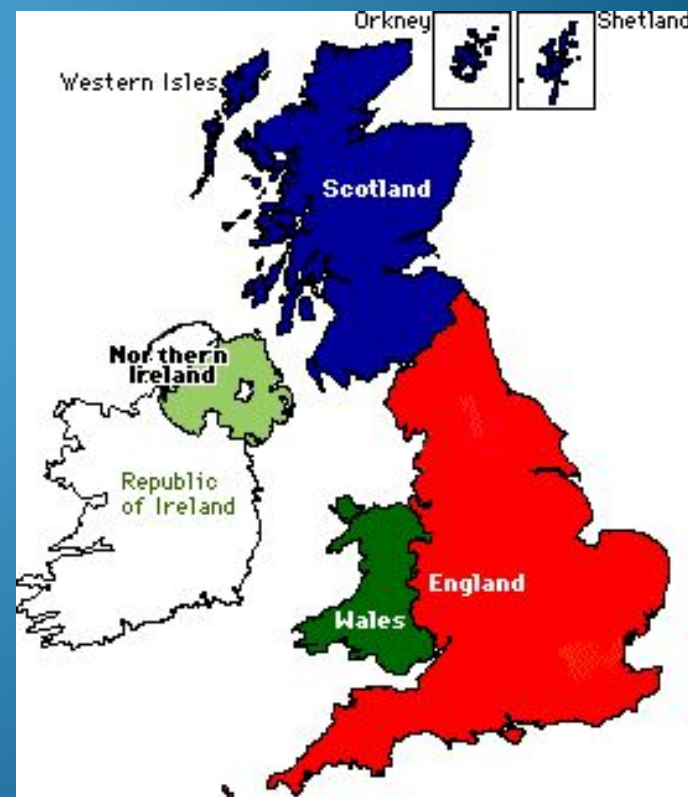 Orkney
Shetland
Western Isles
Scotland
Northern
Ireland
Republic
of Ireland
England
Wales